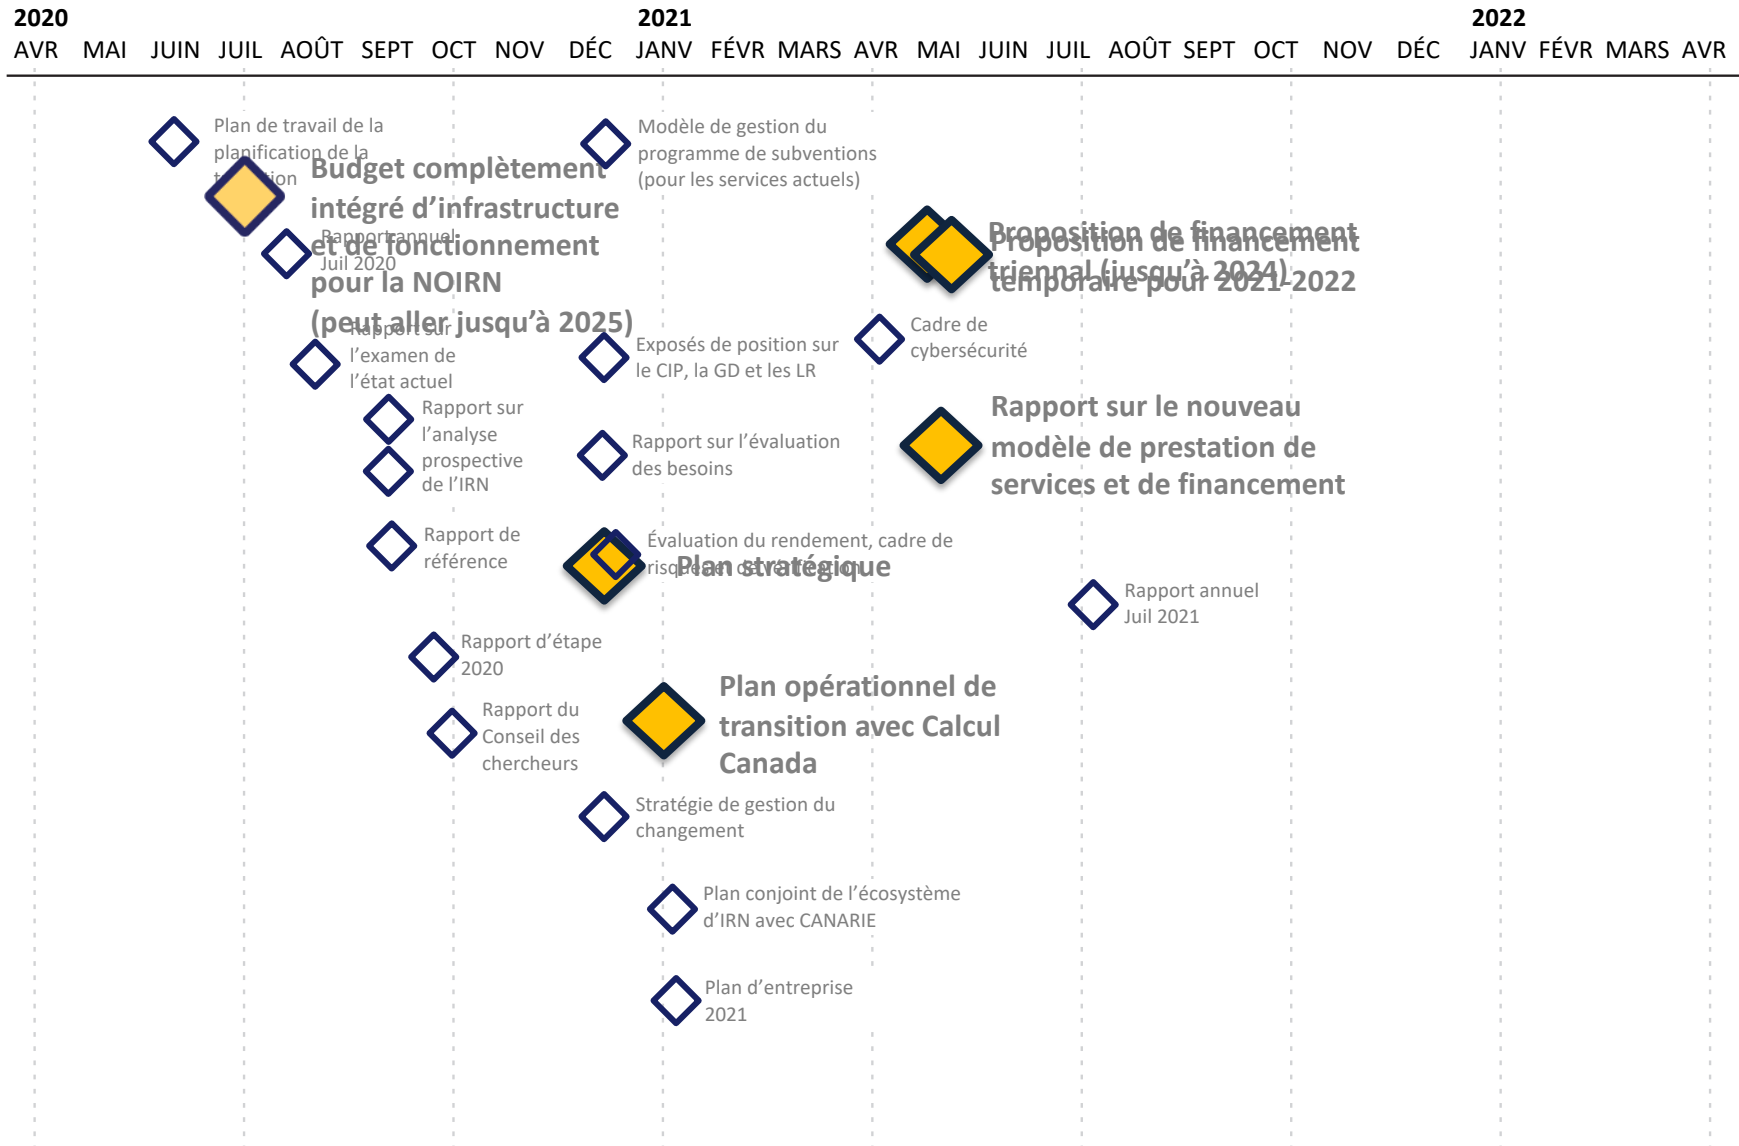 2020 2021 2022
AVR MAI JUIN JUIL AOÛT SEPT OCT NOV DÉC JANV FÉVR MARS AVR MAI JUIN JUIL AOÛT SEPT OCT NOV DÉC JANV FÉVR MARS AVR
Plan de travail de la
planification de la
Budget complètement
intégré d’infrastructure
et de fonctionnement
pour la NOIRN
(peut aller jusqu’à 2025)
Rapport annuel
Juil 2020
Rapport sur
l’examen de
l’état actuel
Rapport sur
l’analyse
prospective
de l’IRN
Rapport de
référence
Rapport d’étape
2020
Rapport du
Conseil des
chercheurs
Modèle de gestion du
programme de subventions
(pour les services actuels)
Exposés de position sur
le CIP, la GD et les LR
Rapport sur l’évaluation
des besoins
Évaluation du rendement, cadre de
Plan stratégique
Plan opérationnel de
transition avec Calcul
Canada
Stratégie de gestion du
changement
Plan conjoint de l’écosystème
d’IRN avec CANARIE
Plan d’entreprise
2021
Proposition de financement
triennal (jusqu’à 2024)
Proposition de financement
temporaire pour 2021-2022
Cadre de
cybersécurité
Rapport sur le nouveau
modèle de prestation de
services et de financement
Rapport annuel
Juil 2021